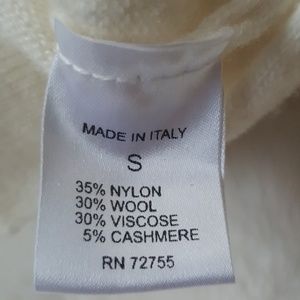 MADE IN ITALY
S
35% NYLON
30% WOOL
30% VISCOSE
5% CASHMERE
RN 72755